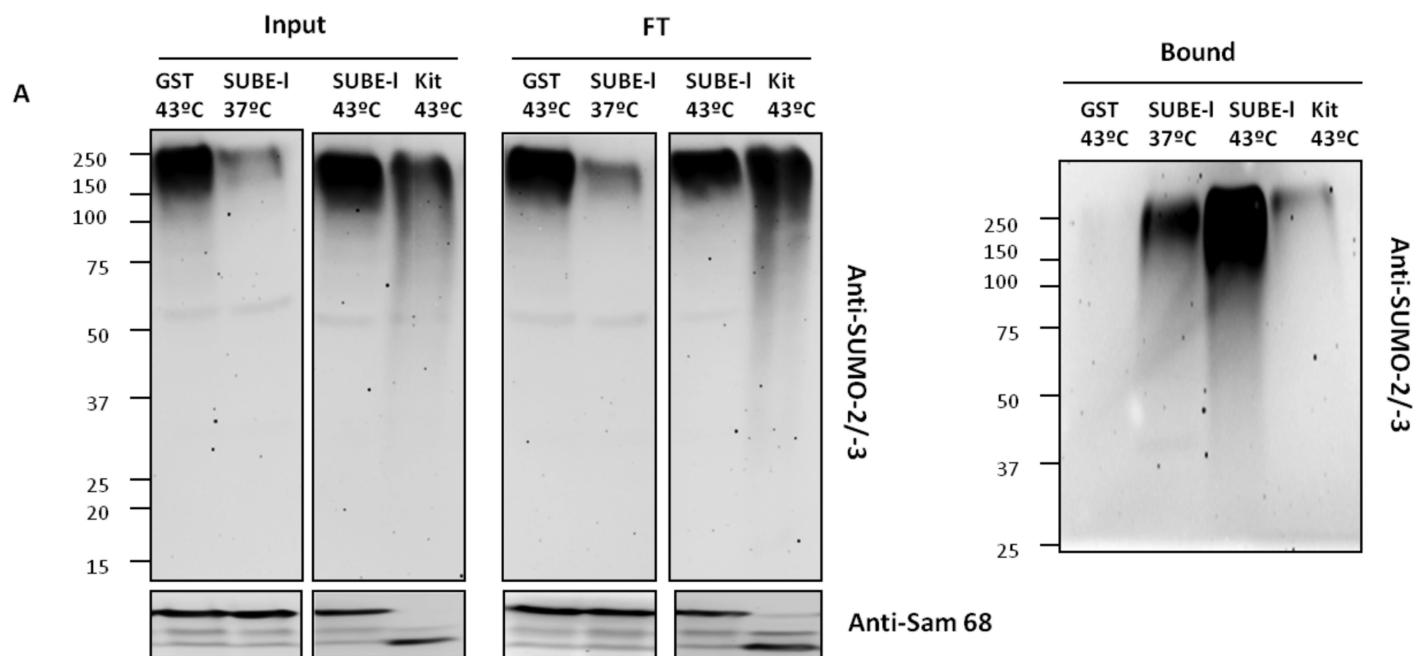 Input
FT
Bound
A
GST SUBE-l SUBE-l Kit
43ºC 37ºC 43ºC 43ºC
GST SUBE-l SUBE-l Kit
43ºC 37ºC 43ºC 43ºC
GST SUBE-l SUBE-l Kit
43ºC 37ºC 43ºC 43ºC
250
150
100
75
50
37
25
20
15
Anti-SUMO-2/-3
250
150
100
75
50
37
25
Anti-SUMO-2/-3
Anti-Sam 68